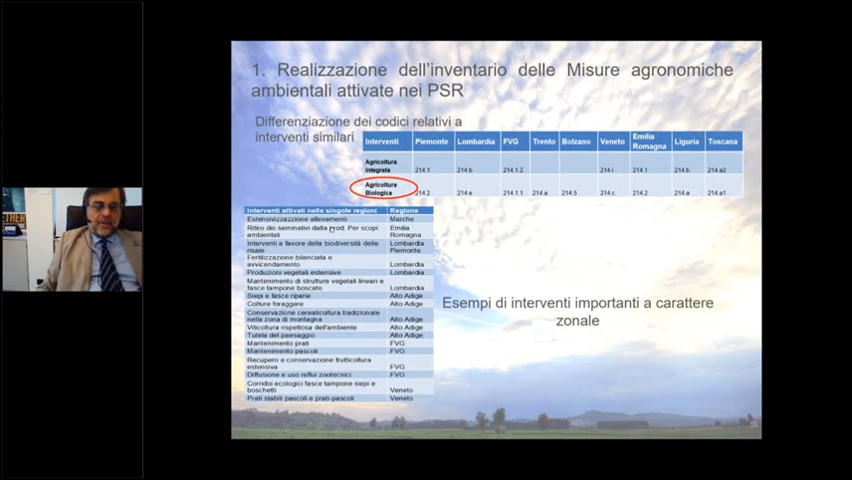 1. Realizzazione dell'inventario delle Misure agronomiche
ambientali attivate nei PSR
Differenziazione dei codici relativi a
interventi similari
Interventi Piemonte Lombardia FVG Trento Bolzano Veneto Emilia Romagna Liguria Toscana
Agricoltura Integrata 214.1 214.b 214.1.2 214.i 214.1 214.b 214.a2
Agricoltura Biologica 214.2 214.e 214.1.1 214.a 214.5 214.c 214.2 214.a 214.a1
Interventi attivati nelle singole regioni Regione
Estensivizzazione allevamenti Marche
Ritiro dei seminativi dalla prod. Per scopi
ambientali Emilia Romagna
Interventi a favore della biodiversità delle
risaie Lombardia Piemonte
Fertilizzazione bilanciata e
avvicendamento Lombardia
Produzioni vegetali estensive Lombardia
Mantenimento di strutture vegetali lineari e
fasce tampone boscate Lombardia
Siepi e fasce riparie Alto Adige
Colture foraggere Alto Adige
Conservazione cerealicoltura tradizionale
nella zona di montagna Alto Adige
Viticoltura rispettosa dell'ambiente Alto Adige
Tutela del paesaggio Alto Adige
Mantenimento prati FVG
Mantenimento pascoli FVG
Recupero e conservazione frutticoltura
estensiva FVG
Diffusione e uso reflui zootecnici FVG
Corridoi ecologici fasce tampone siepi e
boschetti Veneto
Prati stabili pascoli e prati-pascoli Veneto
Esempi di interventi importanti a carattere
zonale